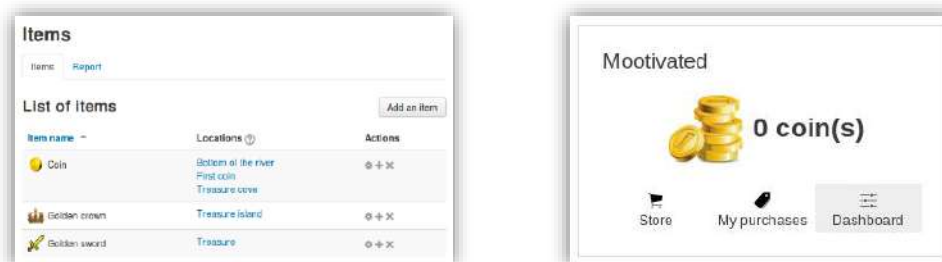 Items
Items Report
List of items Add an item
Item name Locations Actions
Coin Bottom of the river
First coin
Treasure cove
Golden crown Treasure island
Golden sword Treasure
Mootivated
0 coin(s)
Store My purchases Dashboard